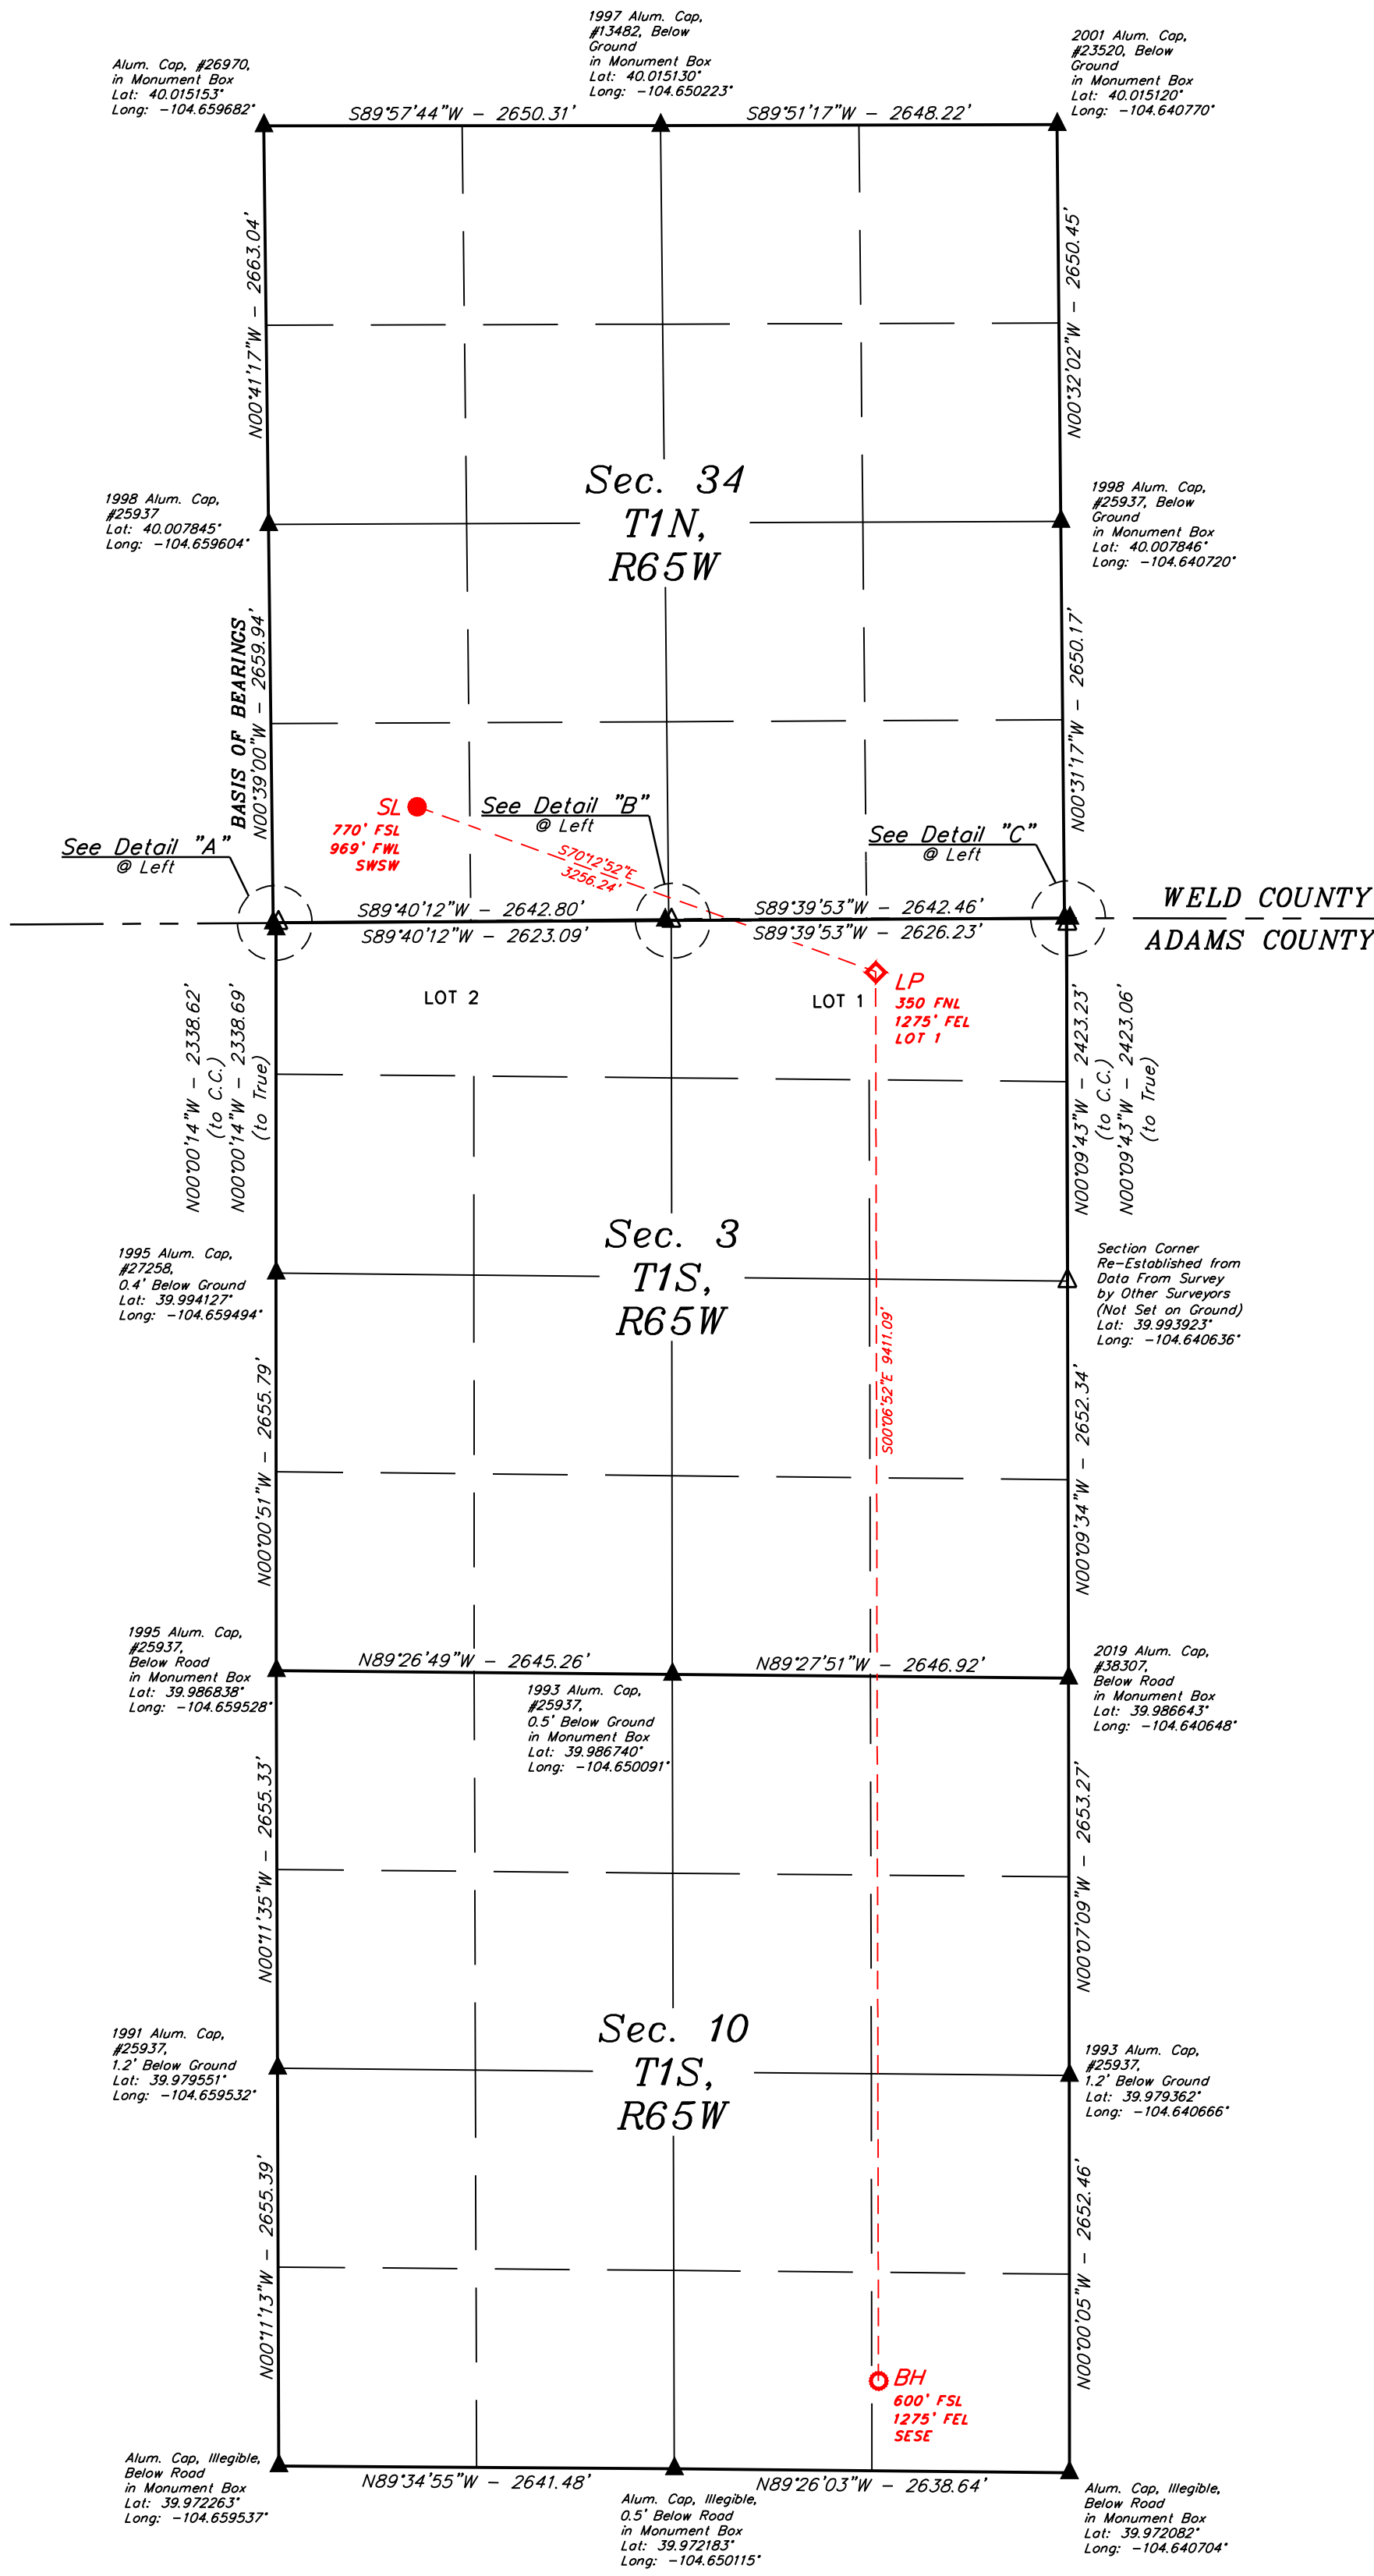 1997 Alum. Cap,
#13482, Below
Ground
in Monument Box
Lat: 40.015130°
Long: -104.650223°
2001 Alum. Cap,
#23520, Below
Ground
in Monument Box
Lat: 40.015120°
Long: -104.640770°
Alum. Cap, #26970,
in Monument Box
Lat: 40.015153°
Long: -104.659682°
S89°57'44"W - 2650.31'
S89°51'17"W - 2648.22'
N00°41'17"W - 2663.04'
N00°32'02"W - 2650.45'
Sec. 34
T1N,
R65W
1998 Alum. Cap,
#25937
Lat: 40.007845°
Long: -104.659604°
1998 Alum. Cap,
#25937, Below
Ground
in Monument Box
Lat: 40.007846°
Long: -104.640720°
BASIS OF BEARINGS
N00°39'00"W - 2659.94'
N00°31'17"W - 2650.17'
SL
770' FSL
969' FWL
SWSW
See Detail "A"
@ Left
See Detail "B"
@ Left
See Detail "C"
@ Left
S70°12'52"E
3256.24'
WELD COUNTY
ADAMS COUNTY
S89°40'12"W - 2642.80'
S89°39'53"W - 2642.46'
S89°40'12"W - 2623.09'
S89°39'53"W - 2626.23'
LOT 2
LOT 1
LP
350 FNL
1275' FEL
LOT 1
N00°00'14"W - 2338.62'
(to C.C.)
N00°00'14"W - 2338.69'
(to True)
N00°09'43"W - 2423.23'
(to C.C.)
N00°09'43"W - 2423.06'
(to True)
Sec. 3
T1S,
R65W
1995 Alum. Cap,
#27258,
0.4' Below Ground
Lat: 39.994127°
Long: -104.659494°
Section Corner
Re-Established from
Data From Survey
by Other Surveyors
(Not Set on Ground)
Lat: 39.993923°
Long: -104.640636°
S00°06'52"E 9411.09'
N00°00'51"W - 2655.79'
N00°09'34"W - 2652.34'
1995 Alum. Cap,
#25937,
Below Road
in Monument Box
Lat: 39.986838°
Long: -104.659528°
N89°26'49"W - 2645.26'
N89°27'51"W - 2646.92'
1993 Alum. Cap,
#25937,
0.5' Below Ground
in Monument Box
Lat: 39.986740°
Long: -104.650091°
2019 Alum. Cap,
#38307,
Below Road
in Monument Box
Lat: 39.986643°
Long: -104.640648°
N00°11'35"W - 2655.33'
N00°07'09"W - 2653.27'
Sec. 10
T1S,
R65W
1991 Alum. Cap,
#25937,
1.2' Below Ground
Lat: 39.979551°
Long: -104.659532°
1993 Alum. Cap,
#25937,
1.2' Below Ground
Lat: 39.979362°
Long: -104.640666°
N00°11'13"W - 2655.39'
N00°00'05"W - 2652.46'
BH
600' FSL
1275' FEL
SESE
Alum. Cap, Illegible,
Below Road
in Monument Box
Lat: 39.972263°
Long: -104.659537°
N89°34'55"W - 2641.48'
N89°26'03"W - 2638.64'
Alum. Cap, Illegible,
0.5' Below Road
in Monument Box
Lat: 39.972183°
Long: -104.650115°
Alum. Cap, Illegible,
Below Road
in Monument Box
Lat: 39.972082°
Long: -104.640704°